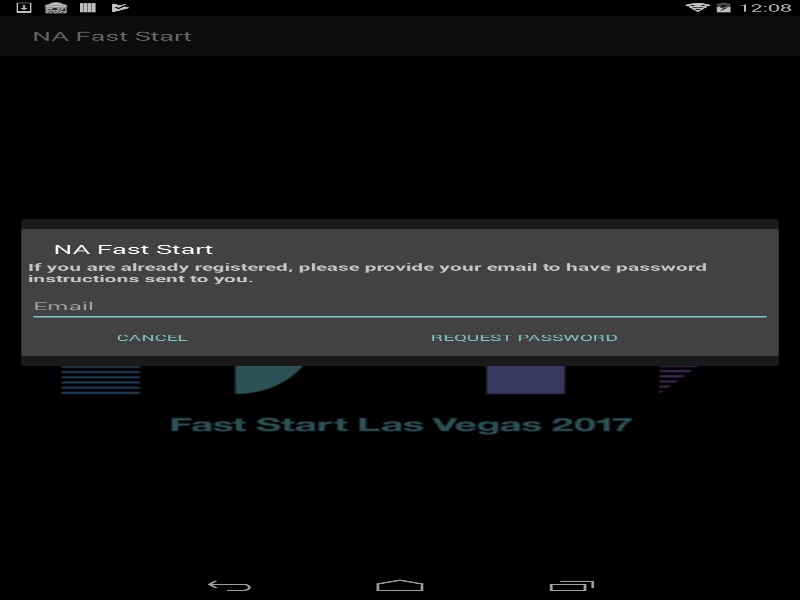 12:08
NA Fast Start
NA Fast Start
If you are already registered, please provide your email to have password
instructions sent to you.
Email
CANCEL REQUEST PASSWORD
Fast Start Las Vegas 2017